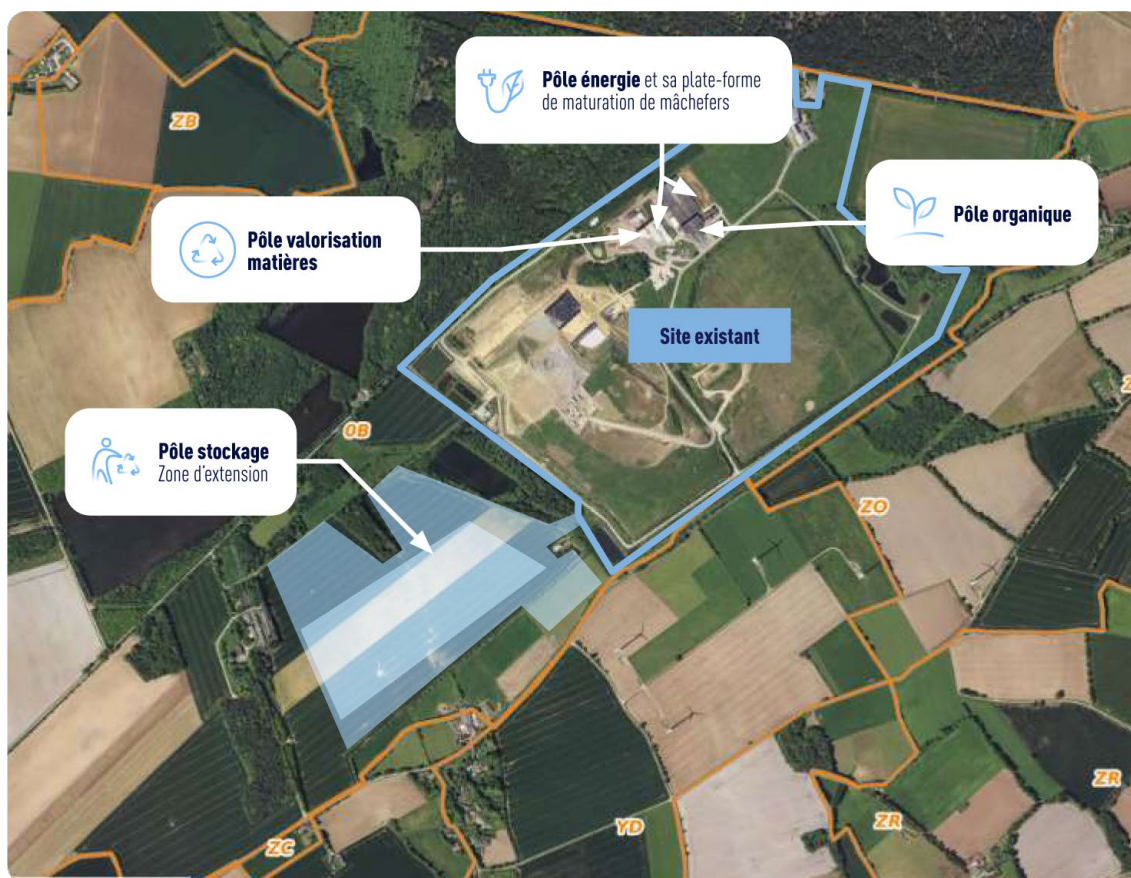 Pôle énergie et sa plate-forme
de maturation de mâchefers
ZB
Pôle organique
Pôle valorisation
matières
Site existant
OB
Pôle stockage
Zone d'extension
ZO
ZR
YD
ZR
ZC